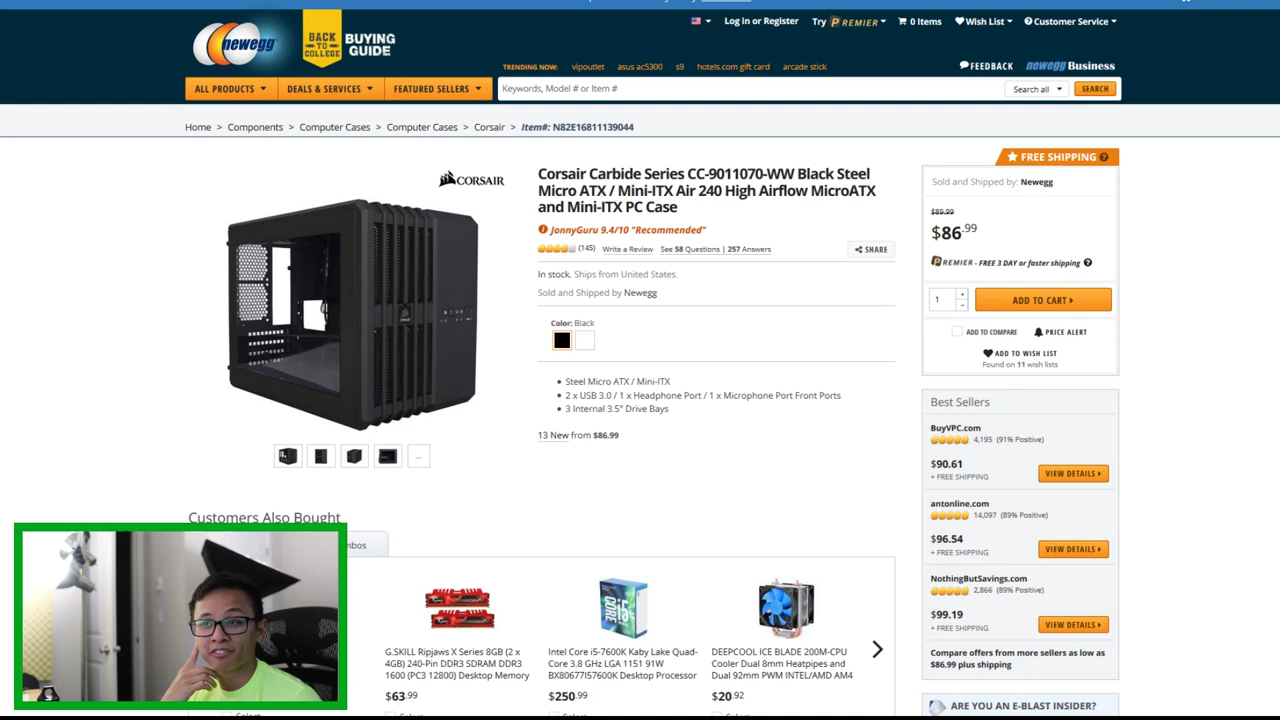 newegg
BACK TO COLLEGE
BUYING GUIDE
Log in or Register
Try PREMIER
0 Items
Wish List
Customer Service
TRENDING NOW: vipoutlet asus ac5300 s9 hotels.com gift card arcade stick
FEEDBACK
newegg Business
ALL PRODUCTS
DEALS & SERVICES
FEATURED SELLERS
Keywords, Model # or Item #
Search all
SEARCH
Home > Components > Computer Cases > Computer Cases > Corsair > Item#: N82E16811139044
CORSAIR
Corsair Carbide Series CC-9011070-WW Black Steel
Micro ATX / Mini-ITX Air 240 High Airflow MicroATX
and Mini-ITX PC Case
JonnyGuru 9.4/10 "Recommended"
(145) Write a Review See 58 Questions | 257 Answers
SHARE
In stock. Ships from United States.
Sold and Shipped by Newegg
Color: Black
• Steel Micro ATX / Mini-ITX
• 2 x USB 3.0 / 1 x Headphone Port / 1 x Microphone Port Front Ports
• 3 Internal 3.5" Drive Bays
13 New from $86.99
...
FREE SHIPPING
Sold and Shipped by: Newegg
$89.99
$86.99
PREMIER - FREE 3 DAY or faster shipping
1
ADD TO CART
ADD TO COMPARE
PRICE ALERT
ADD TO WISH LIST
Found on 11 wish lists
Best Sellers
BuyVPC.com
4,195 (91% Positive)
$90.61
+ FREE SHIPPING
VIEW DETAILS
antonline.com
14,097 (89% Positive)
$96.54
+ FREE SHIPPING
VIEW DETAILS
NothingButSavings.com
2,866 (89% Positive)
$99.19
+ FREE SHIPPING
VIEW DETAILS
Compare offers from more sellers as low as
$86.99 plus shipping
ARE YOU AN E-BLAST INSIDER?
Customers Also Bought
G.SKILL Ripjaws X Series 8GB (2 x
4GB) 240-Pin DDR3 SDRAM DDR3
1600 (PC3 12800) Desktop Memory
$63.99
CORE i5
Intel Core i5-7600K Kaby Lake Quad-
Core 3.8 GHz LGA 1151 91W
BX80677I57600K Desktop Processor
$250.99
DEEPCOOL ICE BLADE 200M-CPU
Cooler Dual 8mm Heatpipes and
Dual 92mm PWM INTEL/AMD AM4
$20.92